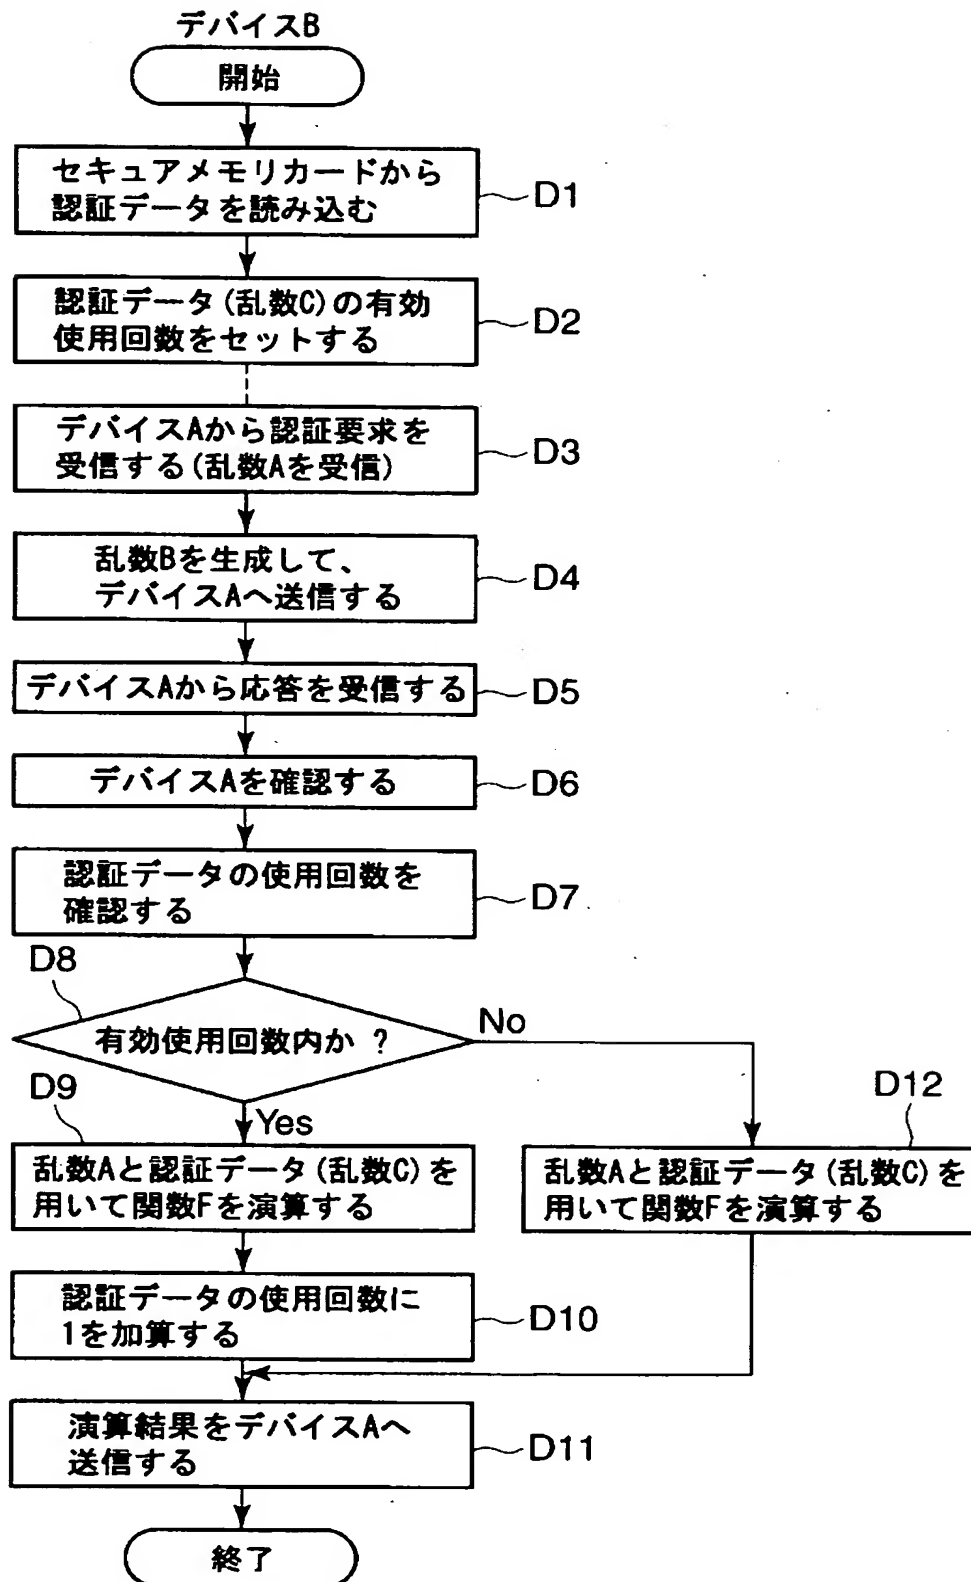 デバイスB
開始
セキュアメモリカードから
認証データを読み込む
D1
認証データ(乱数C)の有効
使用回数をセットする
D2
デバイスAから認証要求を
受信する(乱数Aを受信)
D3
乱数Bを生成して、
デバイスAへ送信する
D4
デバイスAから応答を受信する
D5
デバイスAを確認する
D6
認証データの使用回数を
確認する
D7
D8
有効使用回数内か ?
No
Yes
D9
乱数Aと認証データ(乱数C)を
用いて関数Fを演算する
D12
乱数Aと認証データ(乱数C)を
用いて関数Fを演算する
認証データの使用回数に
1を加算する
D10
演算結果をデバイスAへ
送信する
D11
終了